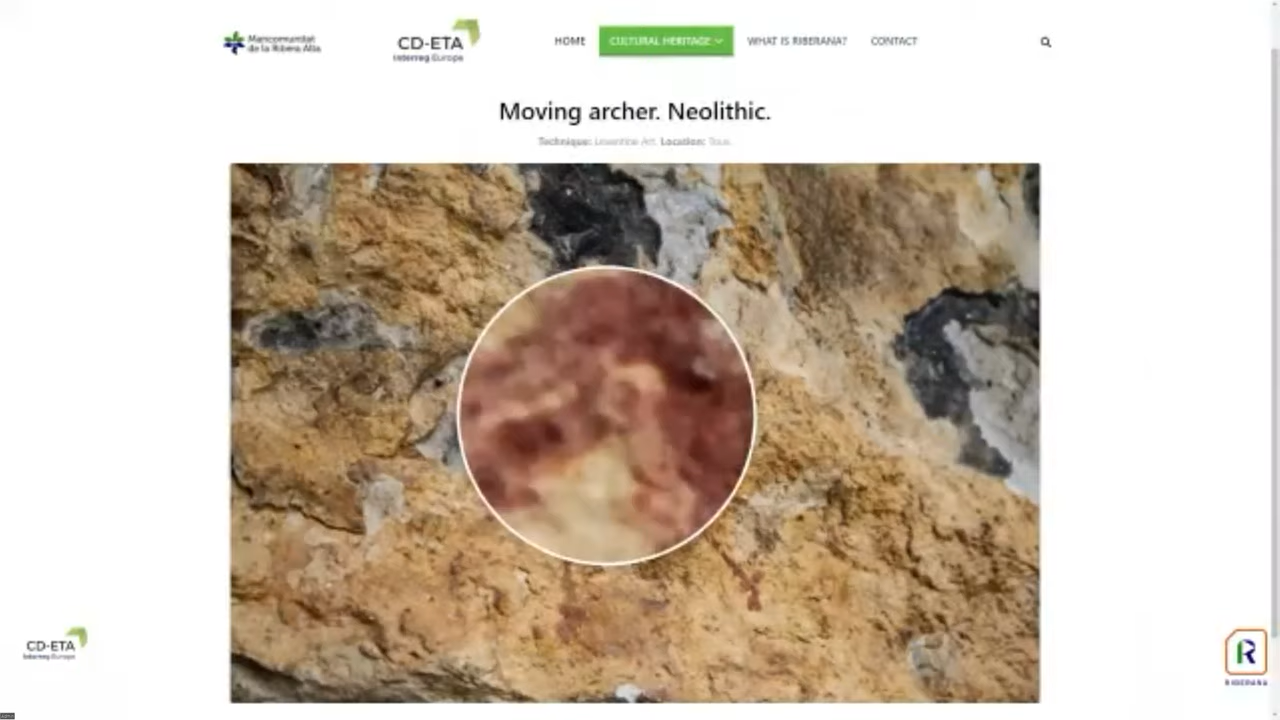 Mancomunitat
de la Ribera Alta
CD-ETA
Interreg Europe
HOME
CULTURAL HERITAGE
WHAT IS RIBERANA?
CONTACT
Moving archer. Neolithic.
Technique: Levantine Art. Location: Tous.
CD-ETA
Interreg Europe
R
RIBERANA